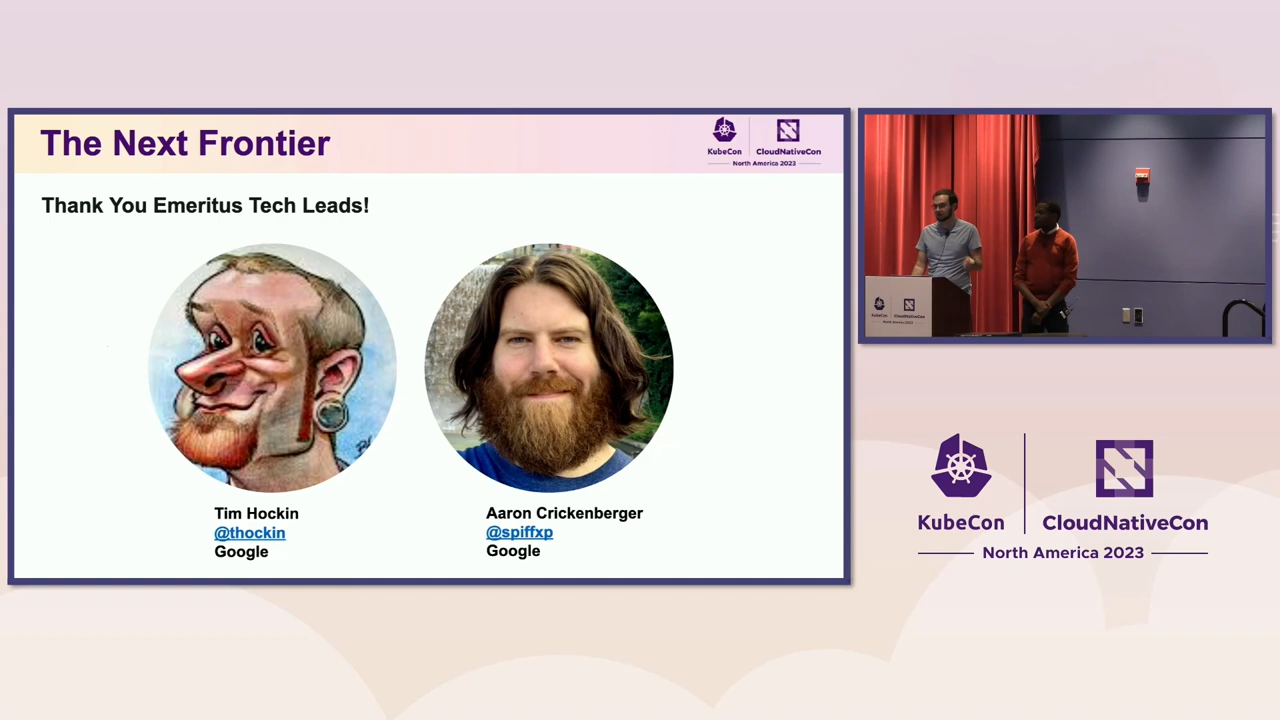 The Next Frontier
KubeCon
CloudNativeCon
North America 2023
Thank You Emeritus Tech Leads!
Tim Hockin
@thockin
Google
Aaron Crickenberger
@spiffxp
Google
KubeCon
CloudNativeCon
North America 2023